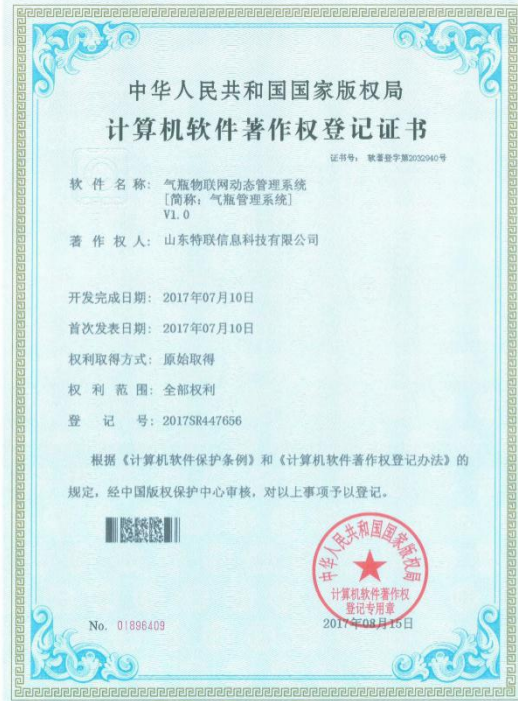 中华人民共和国国家版权局
计算机软件著作权登记证书
证书号： 软著登字第2032940号
软件名称： 气瓶物联网动态管理系统
[简称：气瓶管理系统]
V1.0
著作权人： 山东特联信息科技有限公司
开发完成日期： 2017年07月10日
首次发表日期： 2017年07月10日
权利取得方式： 原始取得
权利范围： 全部权利
登记号： 2017SR447656
根据《计算机软件保护条例》和《计算机软件著作权登记办法》的
规定，经中国版权保护中心审核，对以上事项予以登记。
中华人民共和国国家版权局
计算机软件著作权
登记专用章
No. 01896409
2017年08月15日